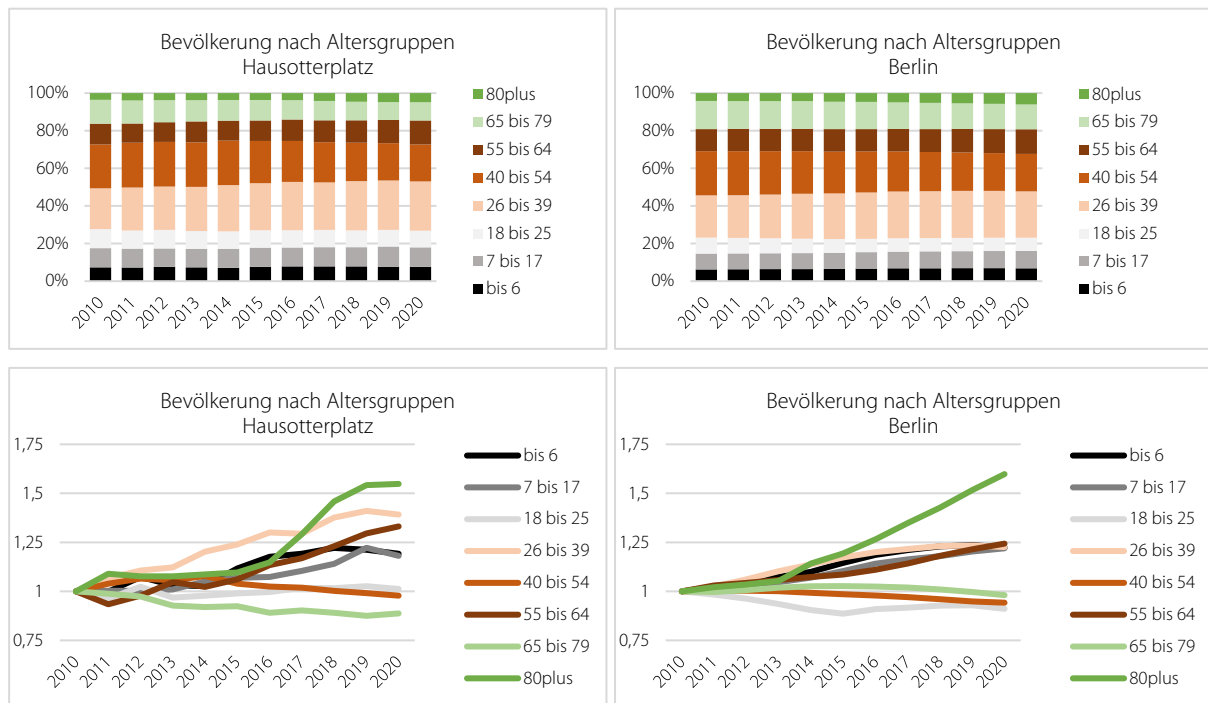 Bevölkerung nach Altersgruppen
Hausotterplatz
100%
80%
60%
40%
20%
0%
2010
2011
2012
2013
2014
2015
2016
2017
2018
2019
2020
80plus
65 bis 79
55 bis 64
40 bis 54
26 bis 39
18 bis 25
7 bis 17
bis 6
Bevölkerung nach Altersgruppen
Berlin
100%
80%
60%
40%
20%
0%
2010
2011
2012
2013
2014
2015
2016
2017
2018
2019
2020
80plus
65 bis 79
55 bis 64
40 bis 54
26 bis 39
18 bis 25
7 bis 17
bis 6
Bevölkerung nach Altersgruppen
Hausotterplatz
1,75
1,5
1,25
1
0,75
2010
2011
2012
2013
2014
2015
2016
2017
2018
2019
2020
bis 6
7 bis 17
18 bis 25
26 bis 39
40 bis 54
55 bis 64
65 bis 79
80plus
Bevölkerung nach Altersgruppen
Berlin
1,75
1,5
1,25
1
0,75
2010
2011
2012
2013
2014
2015
2016
2017
2018
2019
2020
bis 6
7 bis 17
18 bis 25
26 bis 39
40 bis 54
55 bis 64
65 bis 79
80plus